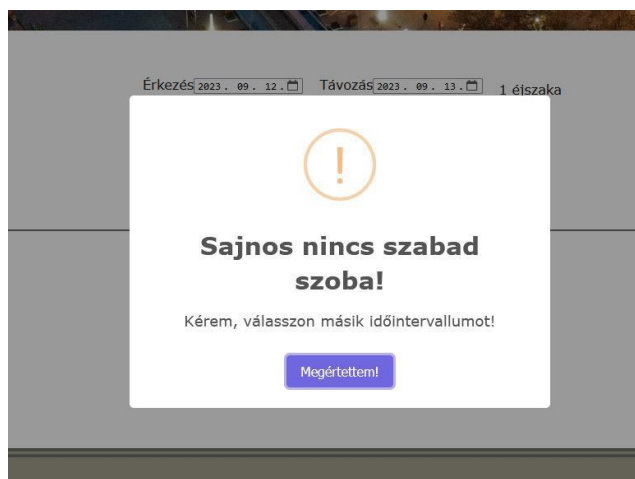 Érkezés 2023. 09. 12. Távozás 2023. 09. 13. 1 éjszaka
Sajnos nincs szabad
szoba!
Kérem, válasszon másik időintervallumot!
Megértettem!